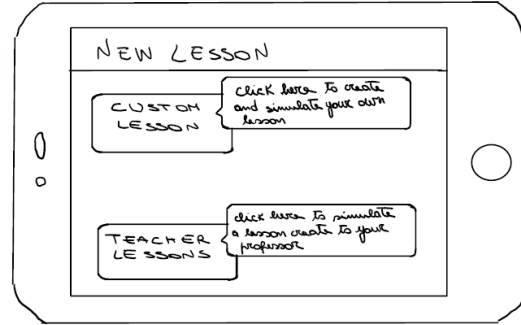 NEW LESSON
CUSTOM
LESSON
click here to create
and simulate your own
lesson
TEACHER
LESSONS
click here to simulate
a lesson create to your
professor